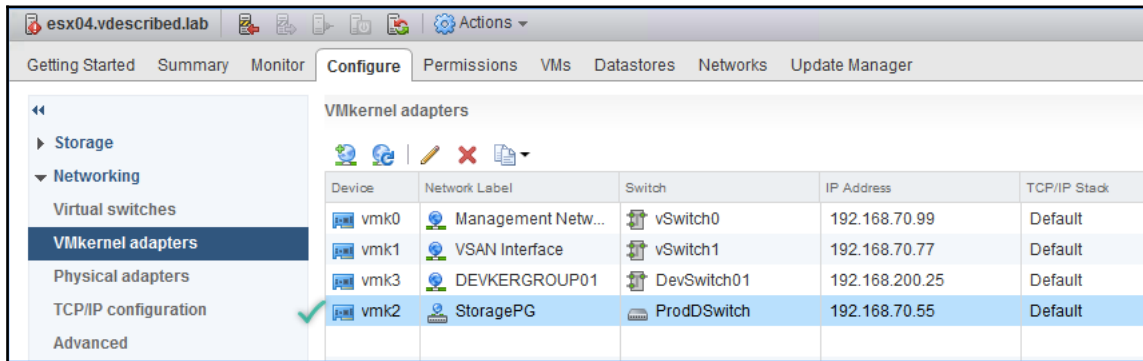 esx04.vdescribed.lab Actions
Getting Started Summary Monitor Configure Permissions VMs Datastores Networks Update Manager
Storage
Networking
Virtual switches
VMkernel adapters
Physical adapters
TCP/IP configuration
Advanced
VMkernel adapters
Device Network Label Switch IP Address TCP/IP Stack
vmk0 Management Netw... vSwitch0 192.168.70.99 Default
vmk1 VSAN Interface vSwitch1 192.168.70.77 Default
vmk3 DEVKERGROUP01 DevSwitch01 192.168.200.25 Default
vmk2 StoragePG ProdDSwitch 192.168.70.55 Default